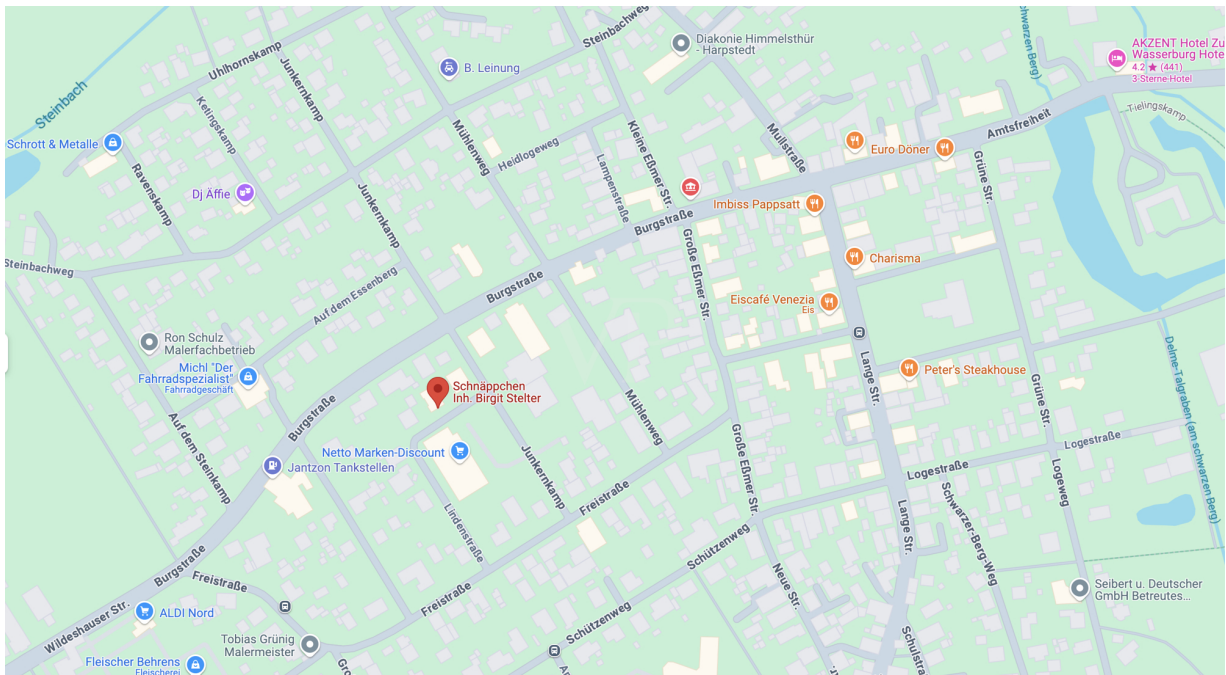 Steinbachweg
Diakonie Himmelsthür
- Harpstedt
AKZENT Hotel Zu
Wasserburg Hote
4.2 ★ (441)
3-Sterne-Hotel
schwarzen Berg)
Uhlhornskamp
Junkernkamp
B. Leinung
Steinbach
Ketingskamp
Mühlenweg
Kleine Eßmer Str.
Mullstraße
Amtsfreiheit
Tielingskamp
Schrott & Metalle
Heidlogeweg
Euro Döner
Grüne Str.
Ravenskamp
Dj Äffie
Junkernkamp
Lampenstraße
Imbiss Pappsatt
Burgstraße
Große Eßmer Str.
Charisma
Steinbachweg
Auf dem Essenberg
Burgstraße
Eiscafé Venezia
Eis
Ron Schulz
Malerfachbetrieb
Michl "Der
Fahrradspezialist"
Fahrradgeschäft
Schnäppchen
Inh. Birgit Stelter
Lange Str.
Peter's Steakhouse
Grüne Str.
Delme-Talgraben (am schwarzen Berg)
Burgstraße
Auf dem Steinkamp
Mühlenweg
Netto Marken-Discount
Jantzon Tankstellen
Junkernkamp
Große Eßmer Str.
Logestraße
Logestraße
Logeweg
Freistraße
Lindenstraße
Lange Str.
Schwarzer-Berg-Weg
Schützenweg
Burgstraße
Freistraße
Freistraße
Neue Str.
Seibert u. Deutscher
GmbH Betreutes...
Wildeshauser Str.
ALDI Nord
Schützenweg
Tobias Grünig
Malermeister
Schulstra
Fleischer Behrens
Fleischerei
Gro